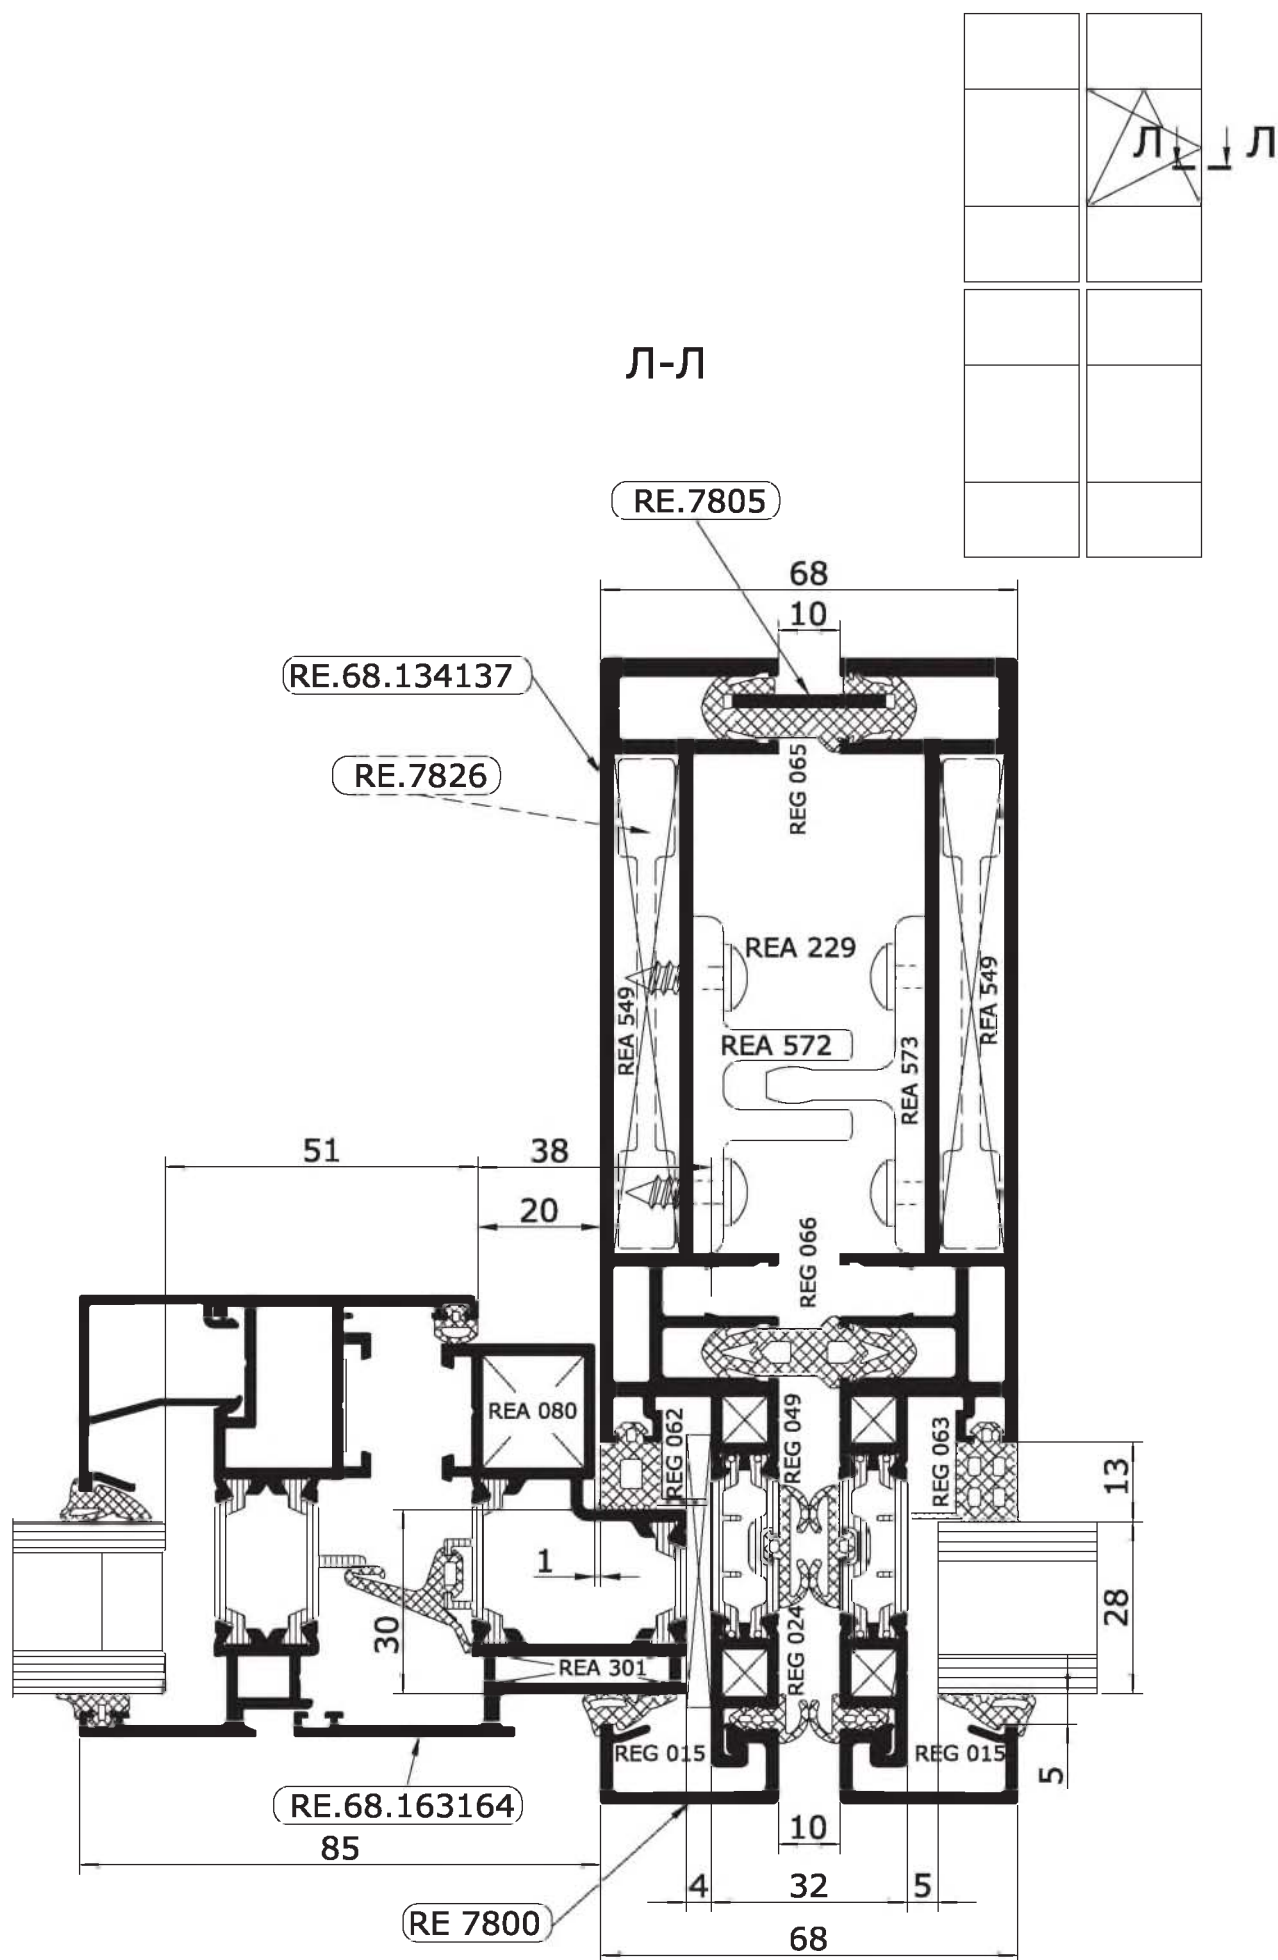 Л Л
Л-Л
RE.7805
68
10
RE.68.134137
RE.7826
REG 065
REA 229
REA 549
REA 549
REA 572
REA 573
51
38
20
REG 066
REA 080
REG 062
REG 049
REG 063
13
1
30
28
REA 301
REG 024
REG 015
REG 015
5
RE.68.163164
10
85
4
32
5
RE 7800
68